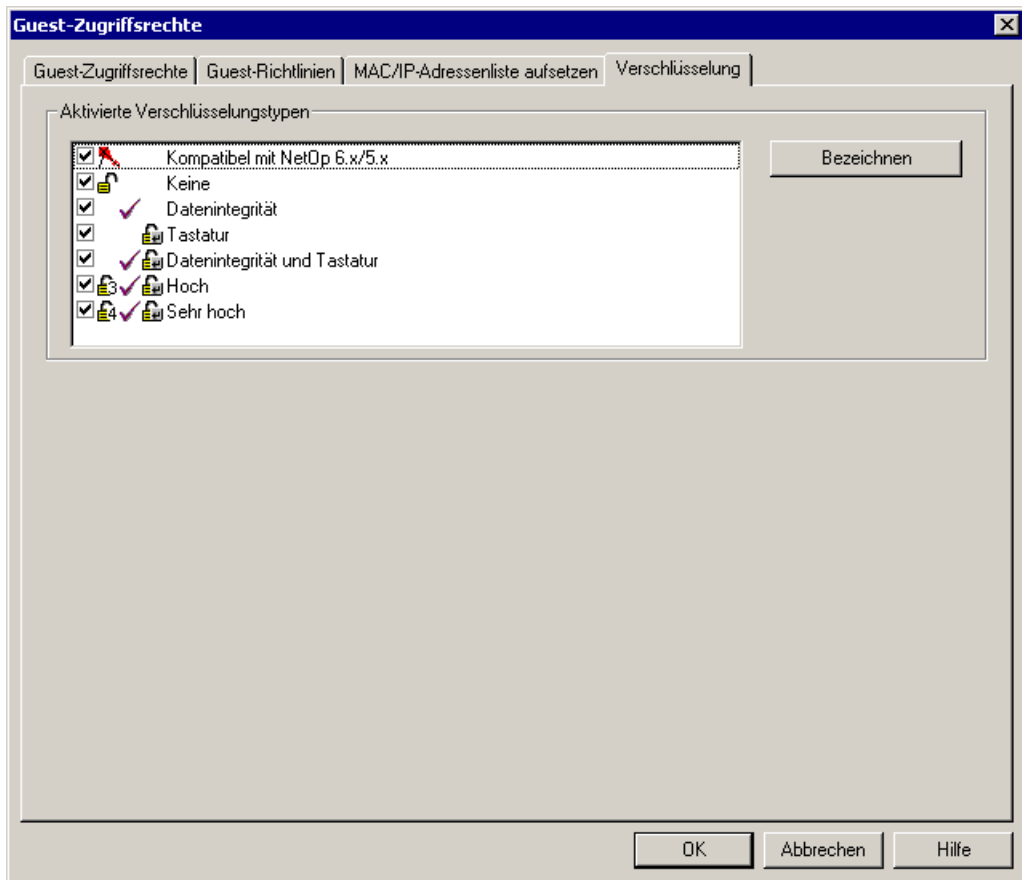 Guest-Zugriffsrechte
Guest-Zugriffsrechte Guest-Richtlinien MAC/IP-Adressenliste aufsetzen Verschlüsselung
Aktivierte Verschlüsselungstypen
Kompatibel mit NetOp 6.x/5.x
Bezeichnen
Keine
Datenintegrität
Tastatur
Datenintegrität und Tastatur
3 Hoch
4 Sehr hoch
OK Abbrechen Hilfe